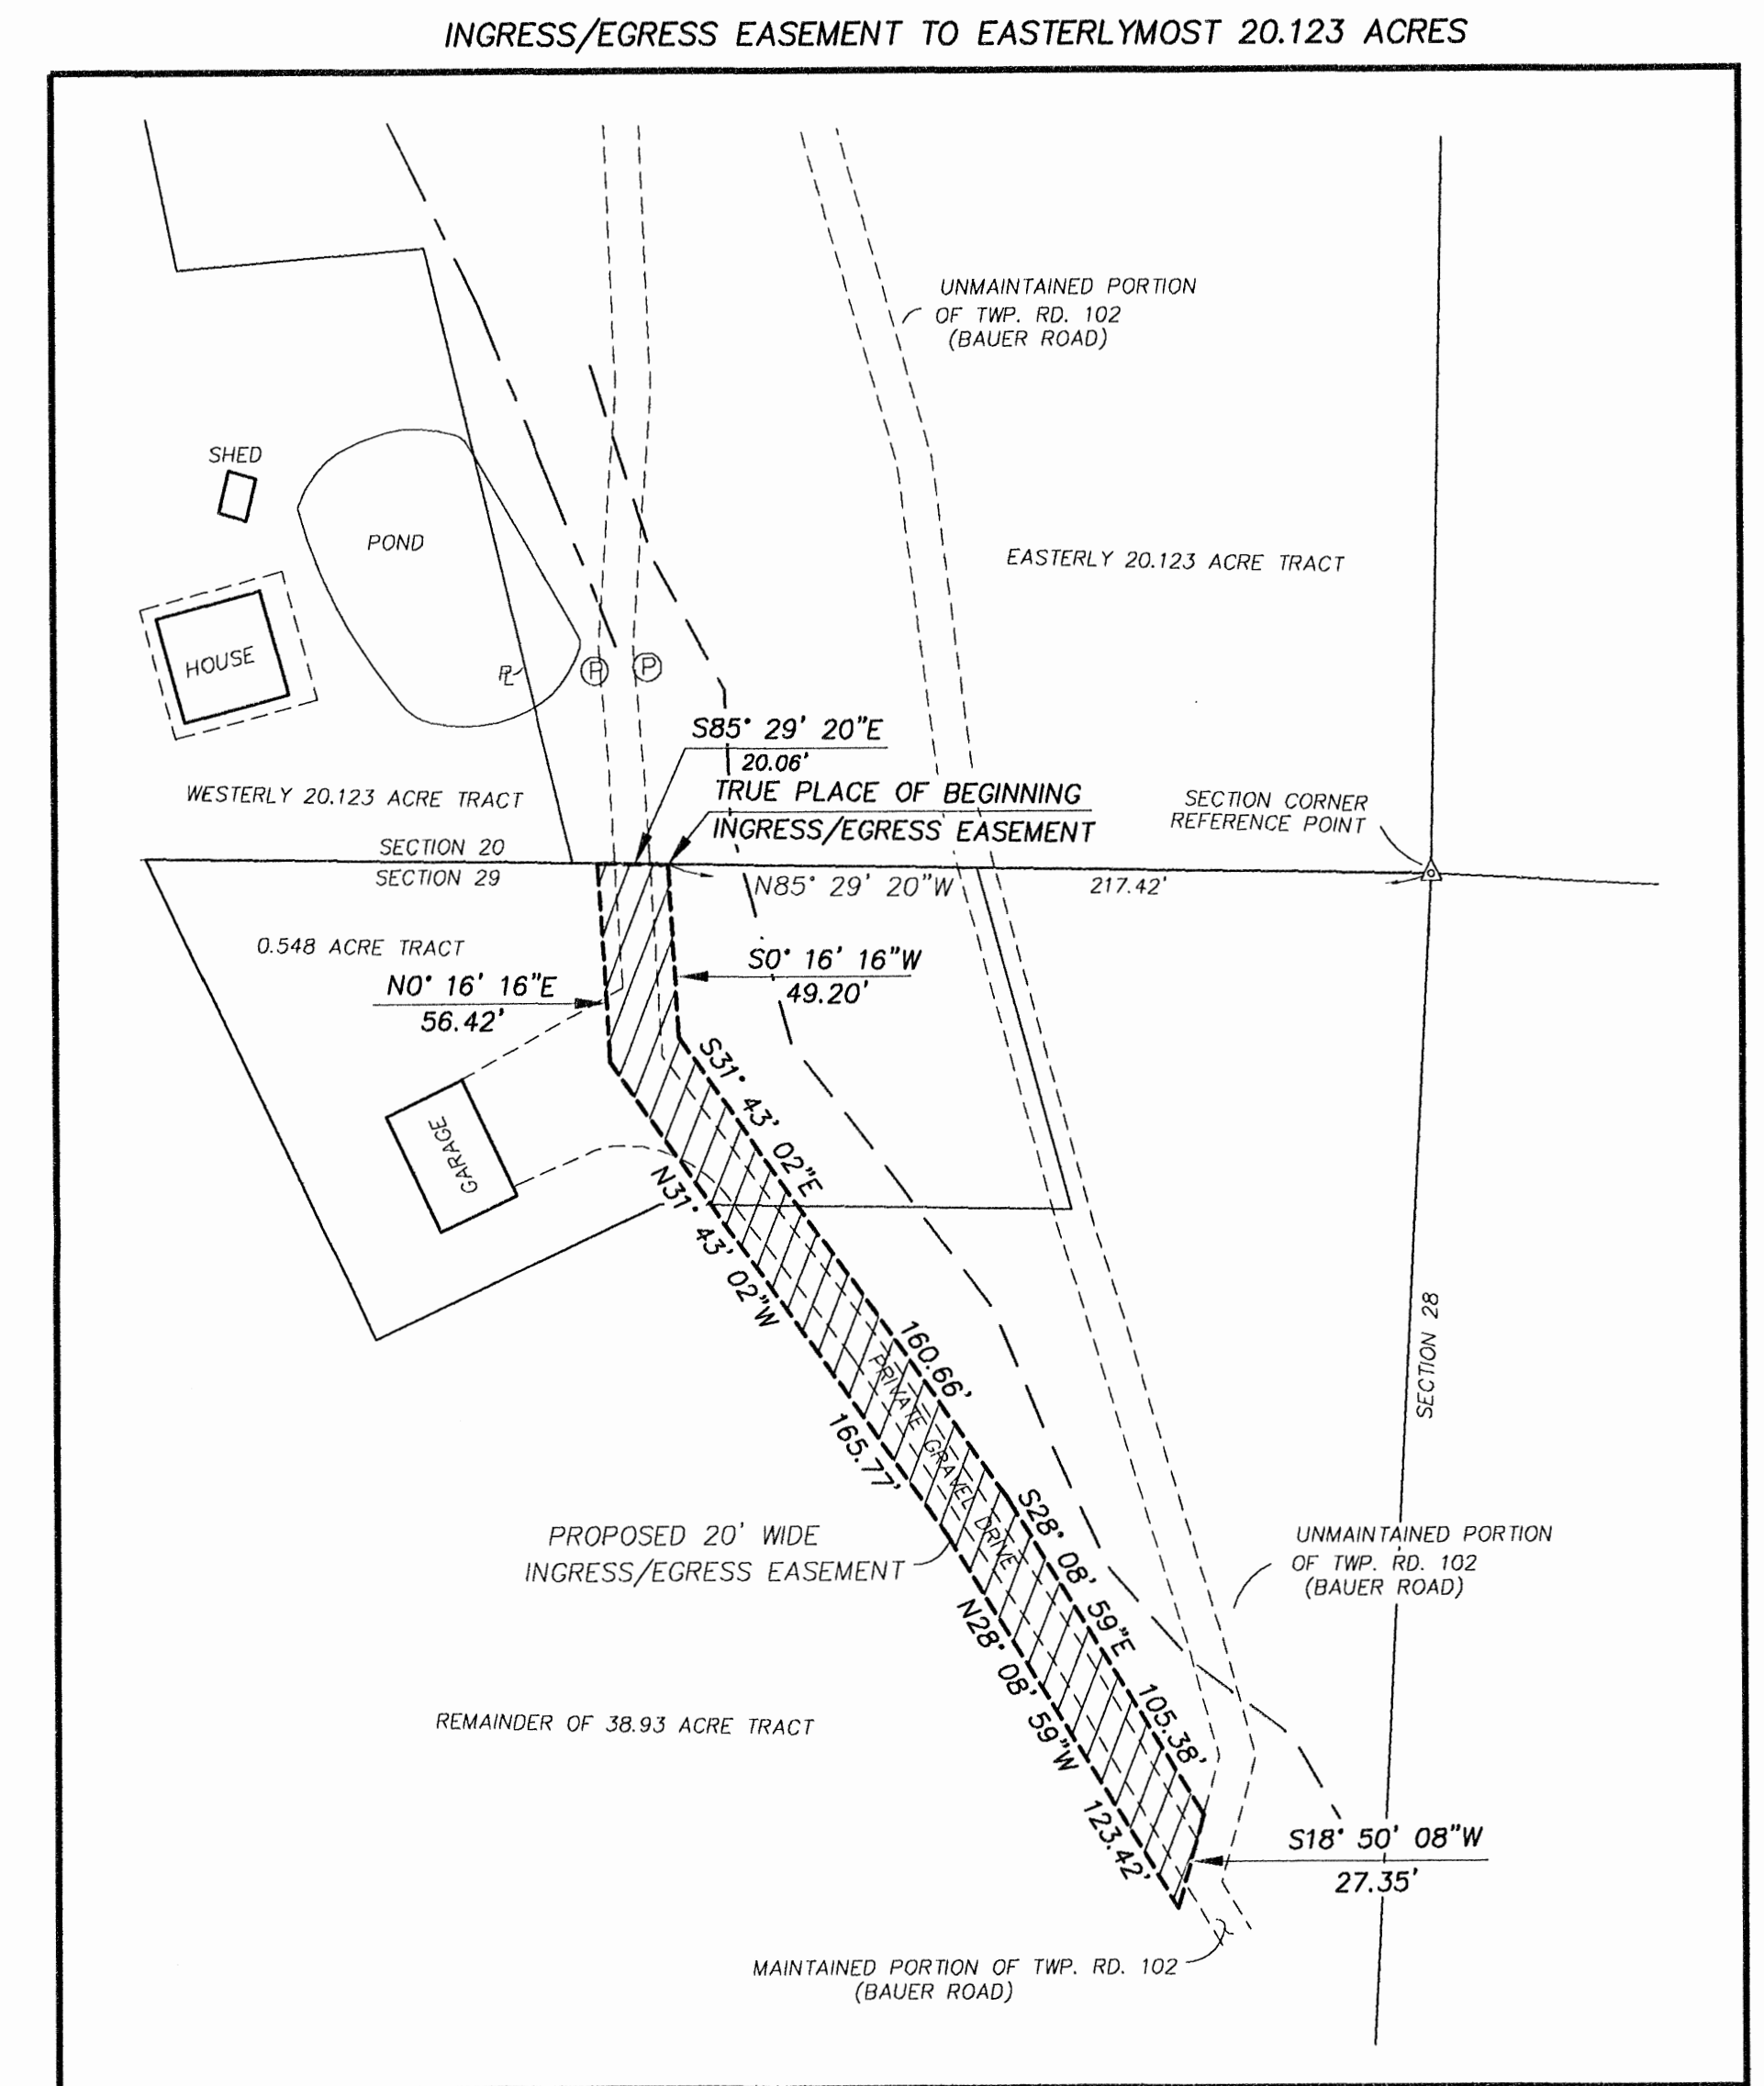 INGRESS/EGRESS EASEMENT TO EASTERLYMOST 20.123 ACRES
UNMAINTAINED PORTION
OF TWP. RD. 102
(BAUER ROAD)
SHED
POND
EASTERLY 20.123 ACRE TRACT
HOUSE
PL
P
P
S85° 29' 20"E
20.06'
TRUE PLACE OF BEGINNING
INGRESS/EGRESS EASEMENT
WESTERLY 20.123 ACRE TRACT
SECTION CORNER
REFERENCE POINT
SECTION 20
SECTION 29
N85° 29' 20"W
217.42'
0.548 ACRE TRACT
S0° 16' 16"W
49.20'
N0° 16' 16"E
56.42'
S31° 43' 02"E
GARAGE
N31° 43' 02"W
160.66'
SECTION 28
PRIVATE GRAVEL DRIVE
165.77'
S28° 08' 59"E
PROPOSED 20' WIDE
INGRESS/EGRESS EASEMENT
UNMAINTAINED PORTION
OF TWP. RD. 102
(BAUER ROAD)
N28° 08' 59"W
105.38'
REMAINDER OF 38.93 ACRE TRACT
123.42'
S18° 50' 08"W
27.35'
MAINTAINED PORTION OF TWP. RD. 102
(BAUER ROAD)